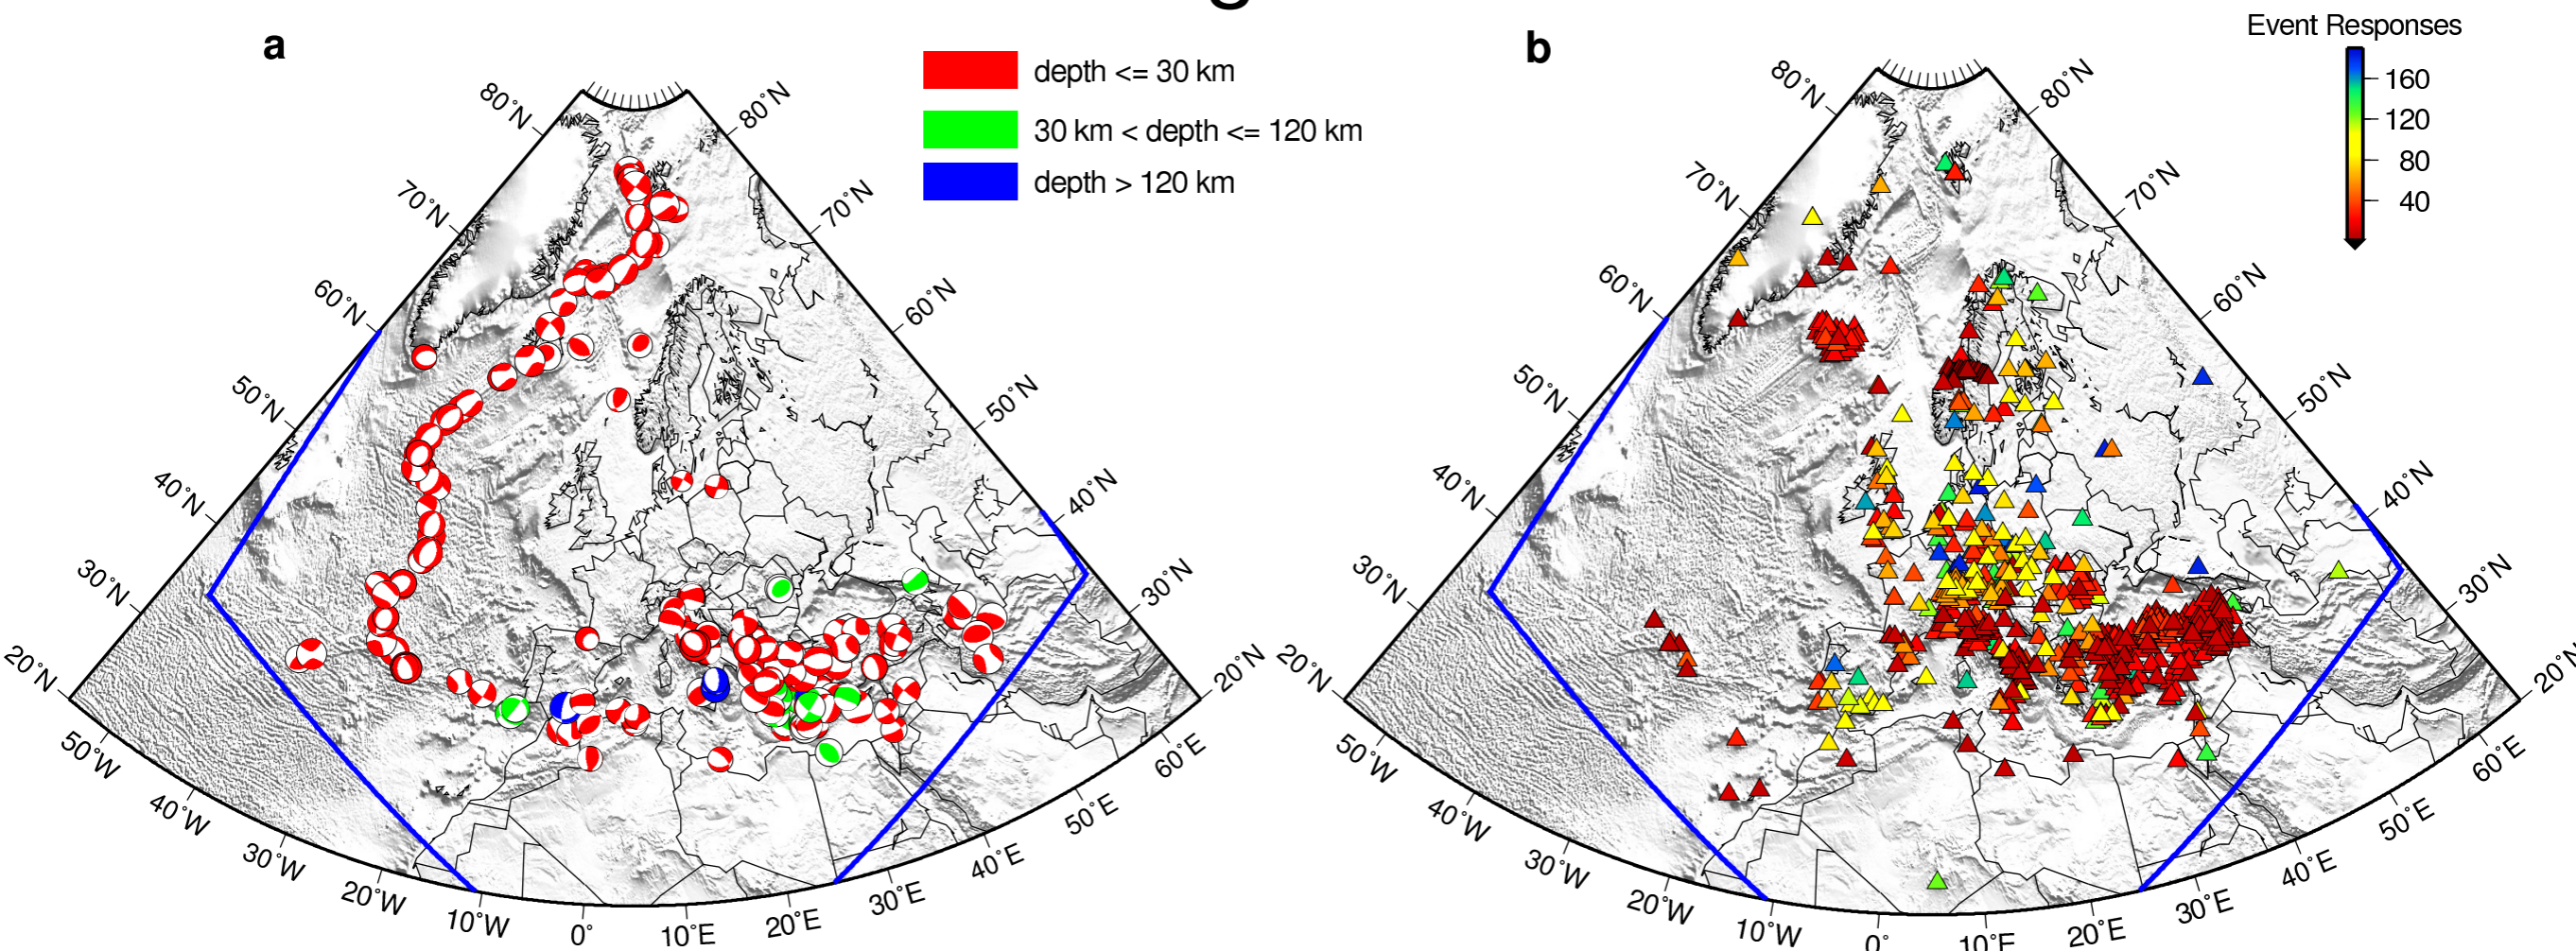 a
depth <= 30 km
30 km < depth <= 120 km
depth > 120 km
80°N
70°N
60°N
50°N
40°N
30°N
20°N
80°N
70°N
60°N
50°N
40°N
30°N
20°N
50°W
40°W
30°W
20°W
10°W
0°
10°E
20°E
30°E
40°E
50°E
60°E
b
Event Responses
160
120
80
40
80°N
70°N
60°N
50°N
40°N
30°N
20°N
80°N
70°N
60°N
50°N
40°N
30°N
20°N
50°W
40°W
30°W
20°W
10°W
0°
10°E
20°E
30°E
40°E
50°E
60°E